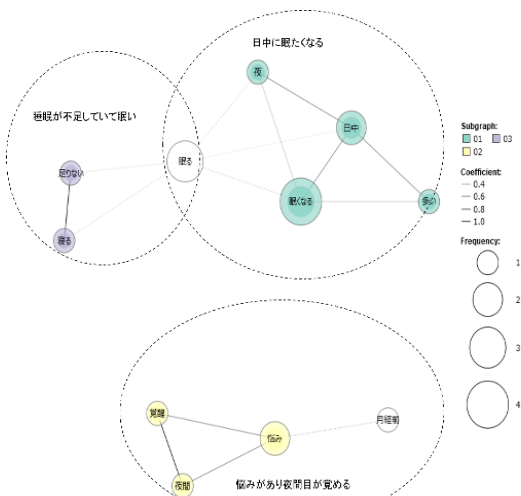 日中に眠たくなる
夜
睡眠が不足していて眠い
日中
眠る
足りない
眠くなる
多め
寝る
Subgraph:
01 03
02
Coefficient:
0.4
0.6
0.8
1.0
Frequency:
1
2
3
4
覚醒
悩み
月経前
夜間
悩みがあり夜間目が覚める